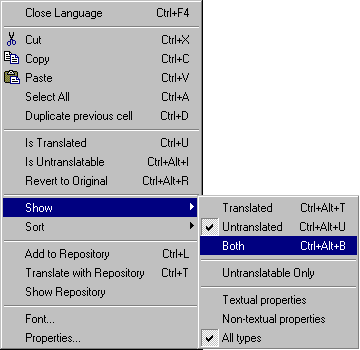 Close Language Ctrl+F4
Cut Ctrl+X
Copy Ctrl+C
Paste Ctrl+V
Select All Ctrl+A
Duplicate previous cell Ctrl+D
Is Translated Ctrl+U
Is Untranslatable Ctrl+Alt+I
Revert to Original Ctrl+Alt+R
Show
Sort
Add to Repository Ctrl+L
Translate with Repository Ctrl+T
Show Repository
Font...
Properties...
Translated Ctrl+Alt+T
Untranslated Ctrl+Alt+U
Both Ctrl+Alt+B
Untranslatable Only
Textual properties
Non-textual properties
All types